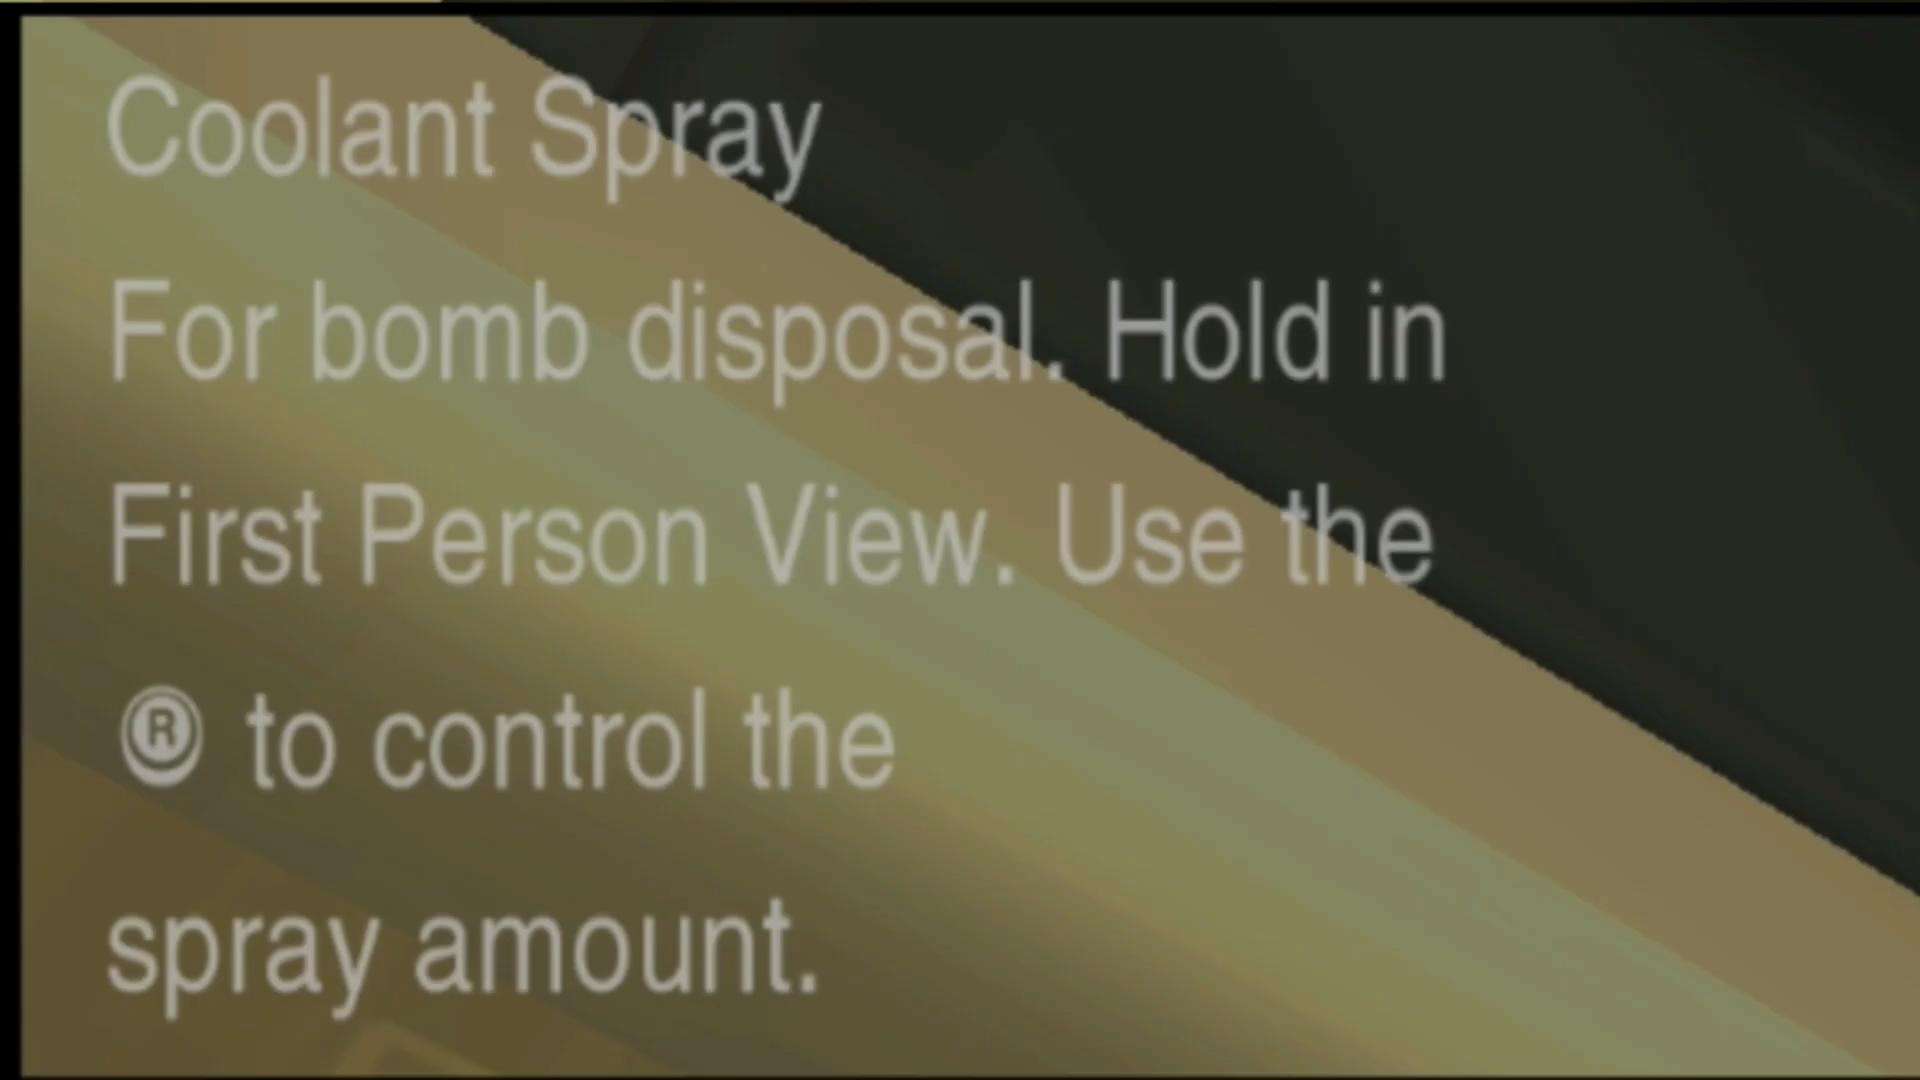 Coolant Spray
For bomb disposal. Hold in
First Person View. Use the
® to control the
spray amount.